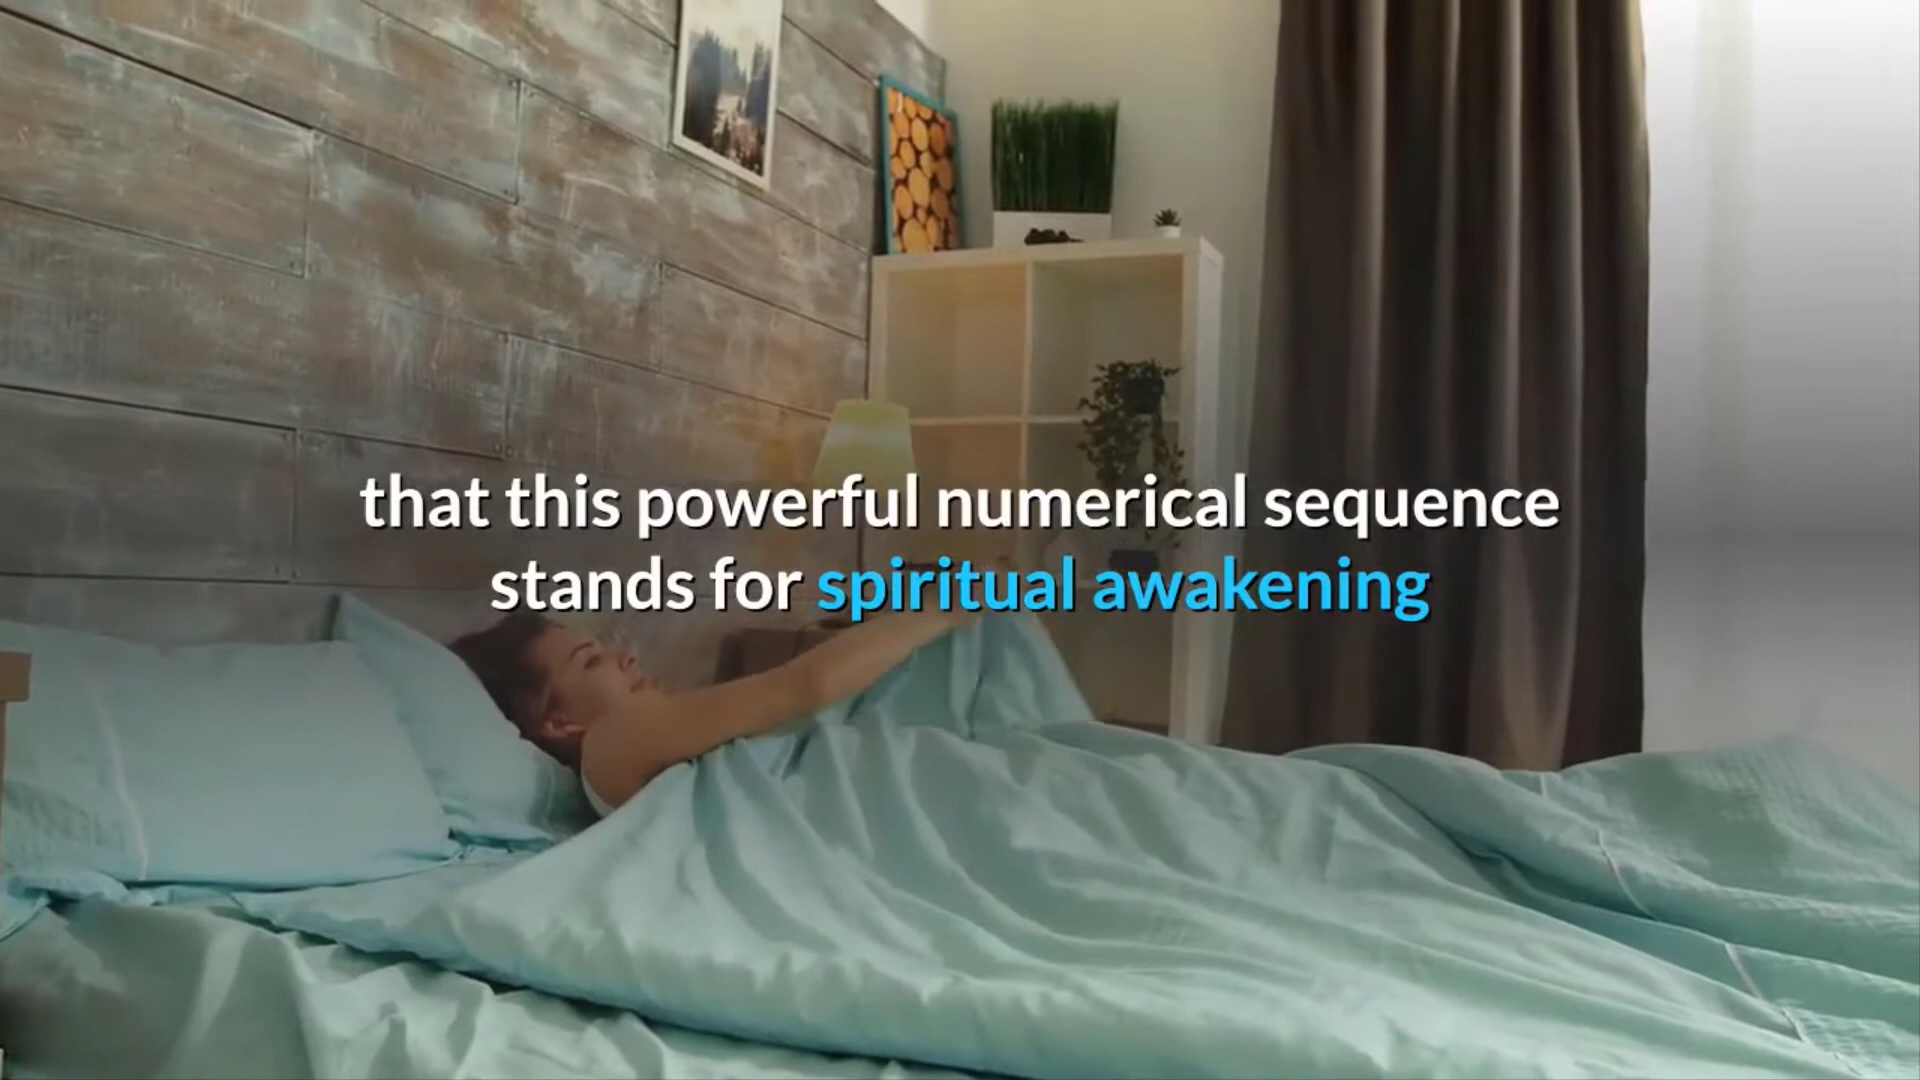 that this powerful numerical sequence
stands for spiritual awakening